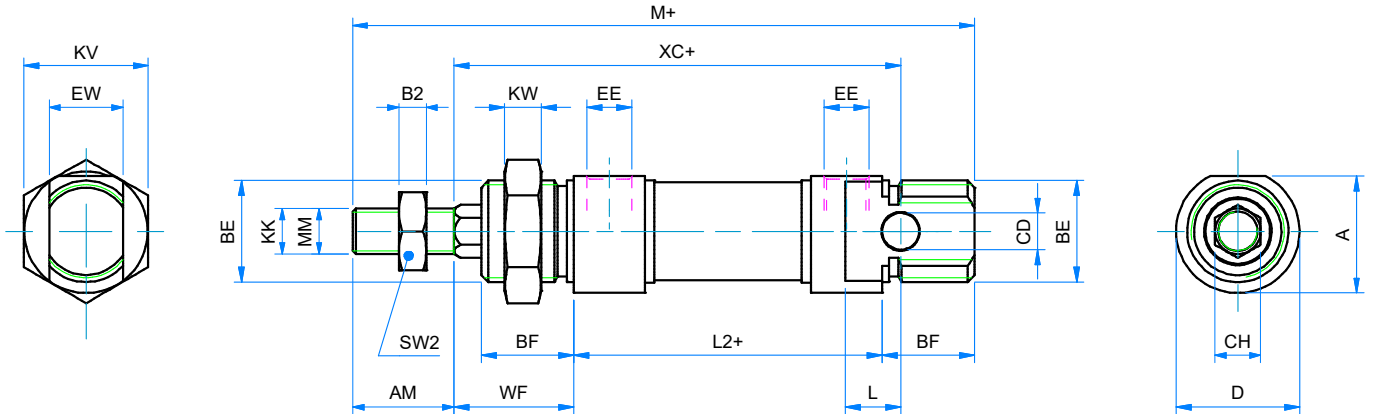 M+
KV
XC+
EW
B2
KW
EE
EE
BE
KK
MM
CD
BE
A
SW2
BF
L2+
BF
CH
AM
WF
L
D